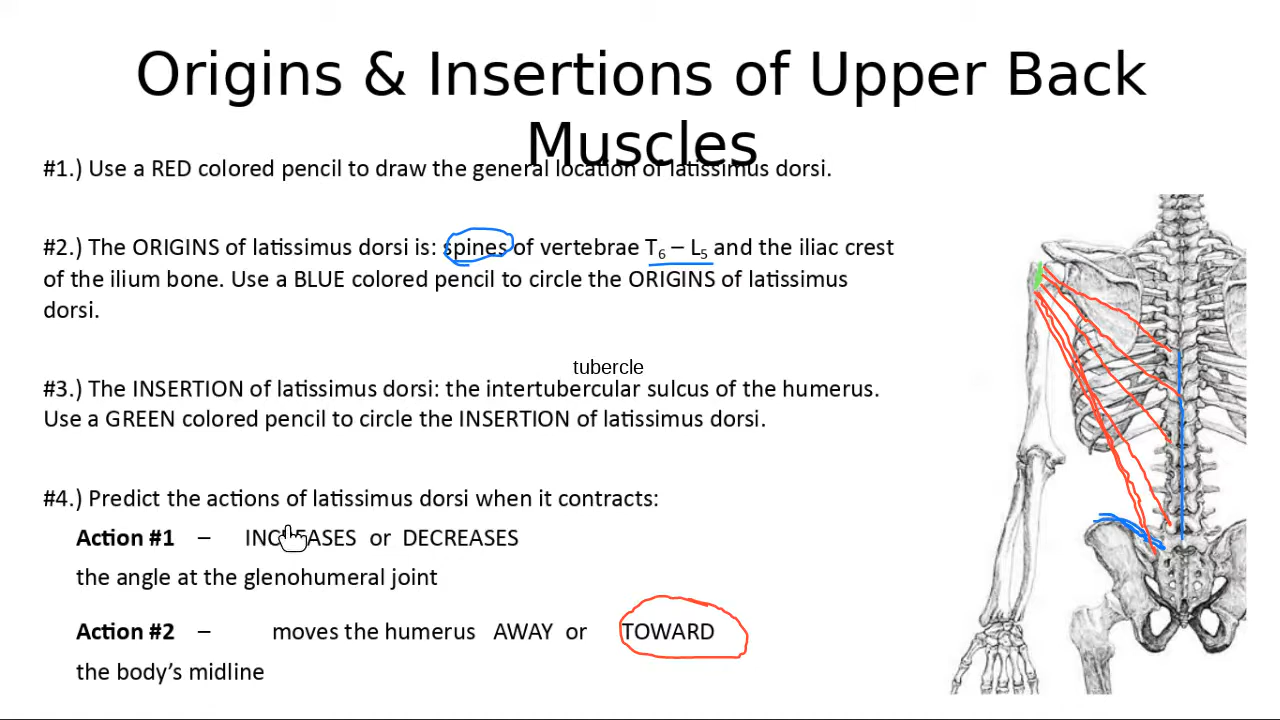 Origins & Insertions of Upper Back
Muscles
#1.) Use a RED colored pencil to draw the general location of latissimus dorsi.
#2.) The ORIGINS of latissimus dorsi is: spines of vertebrae T₆ – L₅ and the iliac crest
of the ilium bone. Use a BLUE colored pencil to circle the ORIGINS of latissimus
dorsi.
tubercle
#3.) The INSERTION of latissimus dorsi: the intertubercular sulcus of the humerus.
Use a GREEN colored pencil to circle the INSERTION of latissimus dorsi.
#4.) Predict the actions of latissimus dorsi when it contracts:
Action #1 – INCREASES or DECREASES
the angle at the glenohumeral joint
Action #2 – moves the humerus AWAY or TOWARD
the body’s midline